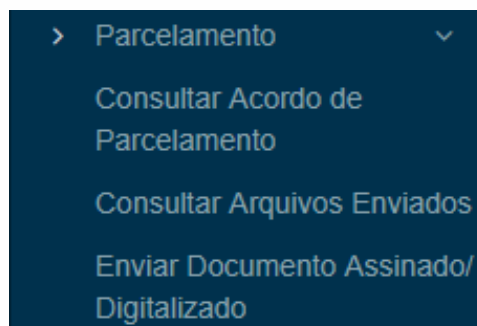 Parcelamento
Consultar Acordo de
Parcelamento
Consultar Arquivos Enviados
Enviar Documento Assinado/
Digitalizado